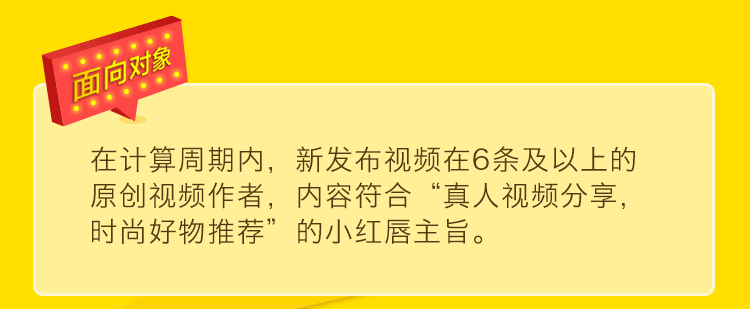 面向对象
在计算周期内，新发布视频在6条及以上的
原创视频作者，内容符合“真人视频分享，
时尚好物推荐”的小红唇主旨。